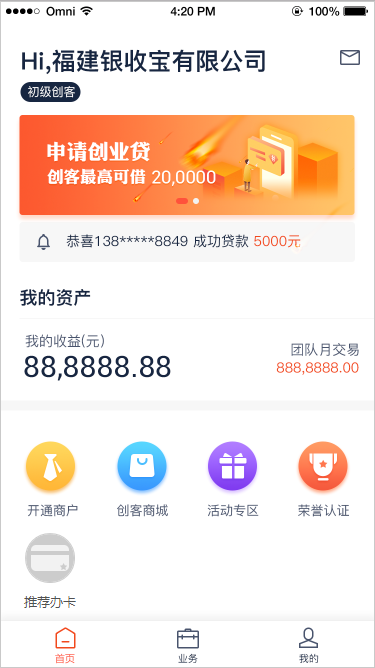 Omni
4:20 PM
100%
Hi,福建银收宝有限公司
初级创客
申请创业贷
创客最高可借 20,0000
恭喜138*****8849 成功贷款 5000元
我的资产
我的收益(元)
88,8888.88
团队月交易
888,8888.00
开通商户
创客商城
活动专区
荣誉认证
推荐办卡
首页
业务
我的